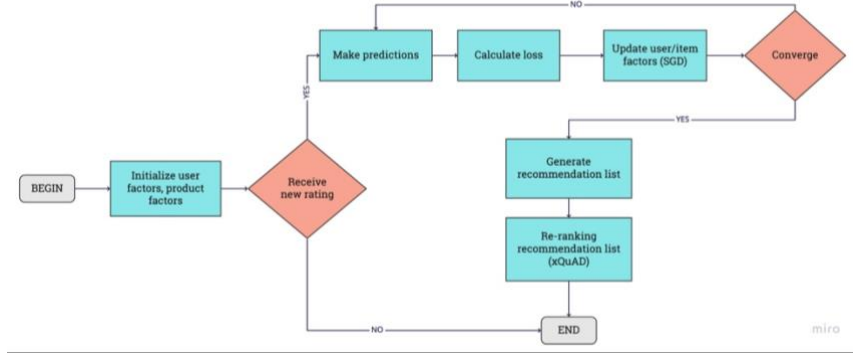 NO
Make predictions
Calculate loss
Update user/item
factors (SGD)
Converge
YES
YES
Generate
recommendation list
BEGIN
Initialize user
factors, product
factors
Receive
new rating
Re-ranking
recommendation list
(xQuAD)
NO
END
miro